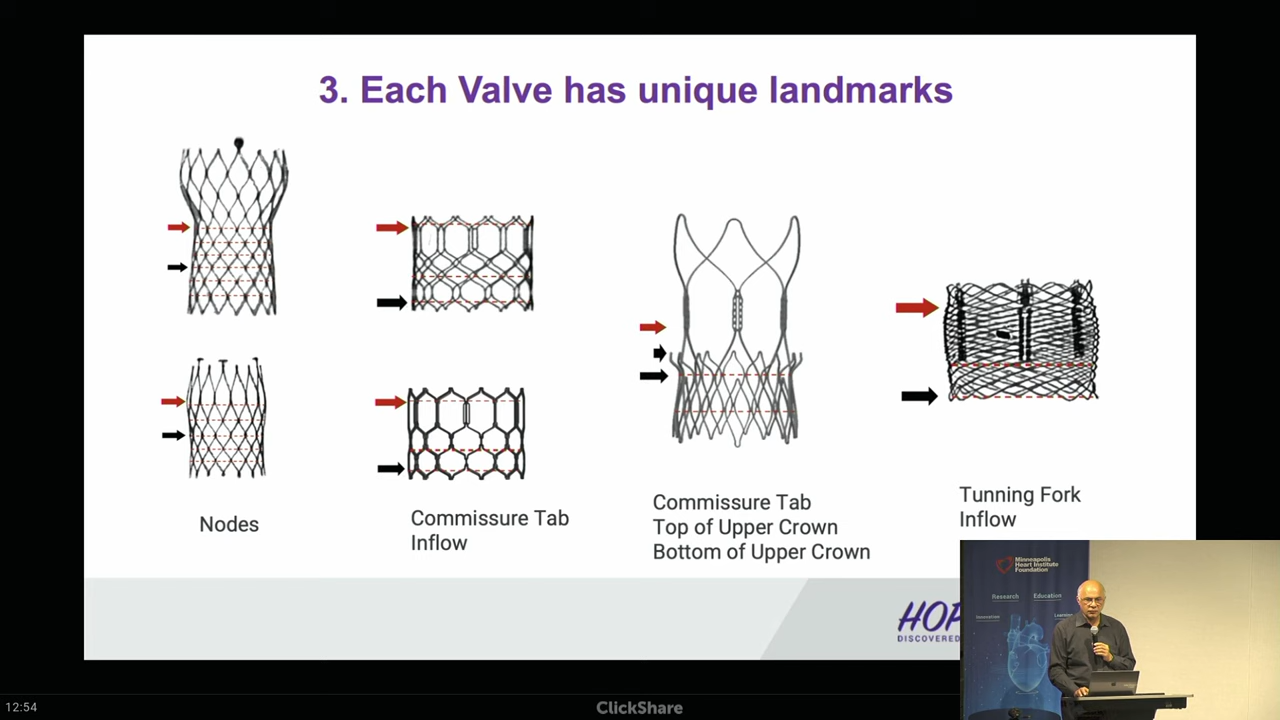 3. Each Valve has unique landmarks
Nodes
Commissure Tab
Inflow
Commissure Tab
Top of Upper Crown
Bottom of Upper Crown
Tunning Fork
Inflow
HOP
DISCOVERED
Minneapolis
Heart Institute
Foundation
Research
Education
Innovation
12:54
ClickShare